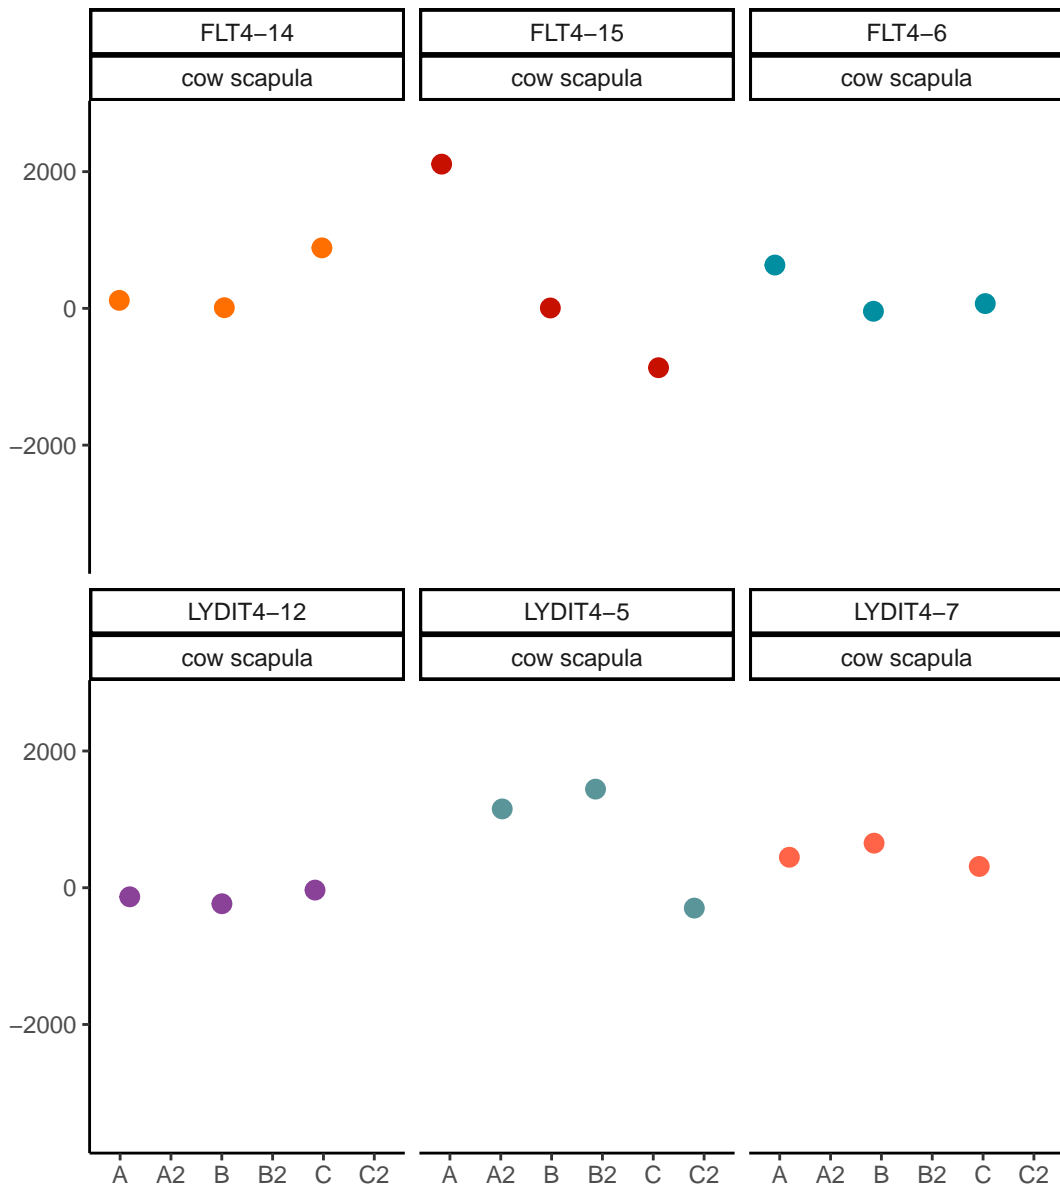 FLT4−14 FLT4−15 FLT4−6
cow scapula cow scapula cow scapula
2000
0
−2000
LYDIT4−12 LYDIT4−5 LYDIT4−7
cow scapula cow scapula cow scapula
2000
0
−2000
A A2 B B2 C C2 A A2 B B2 C C2 A A2 B B2 C C2